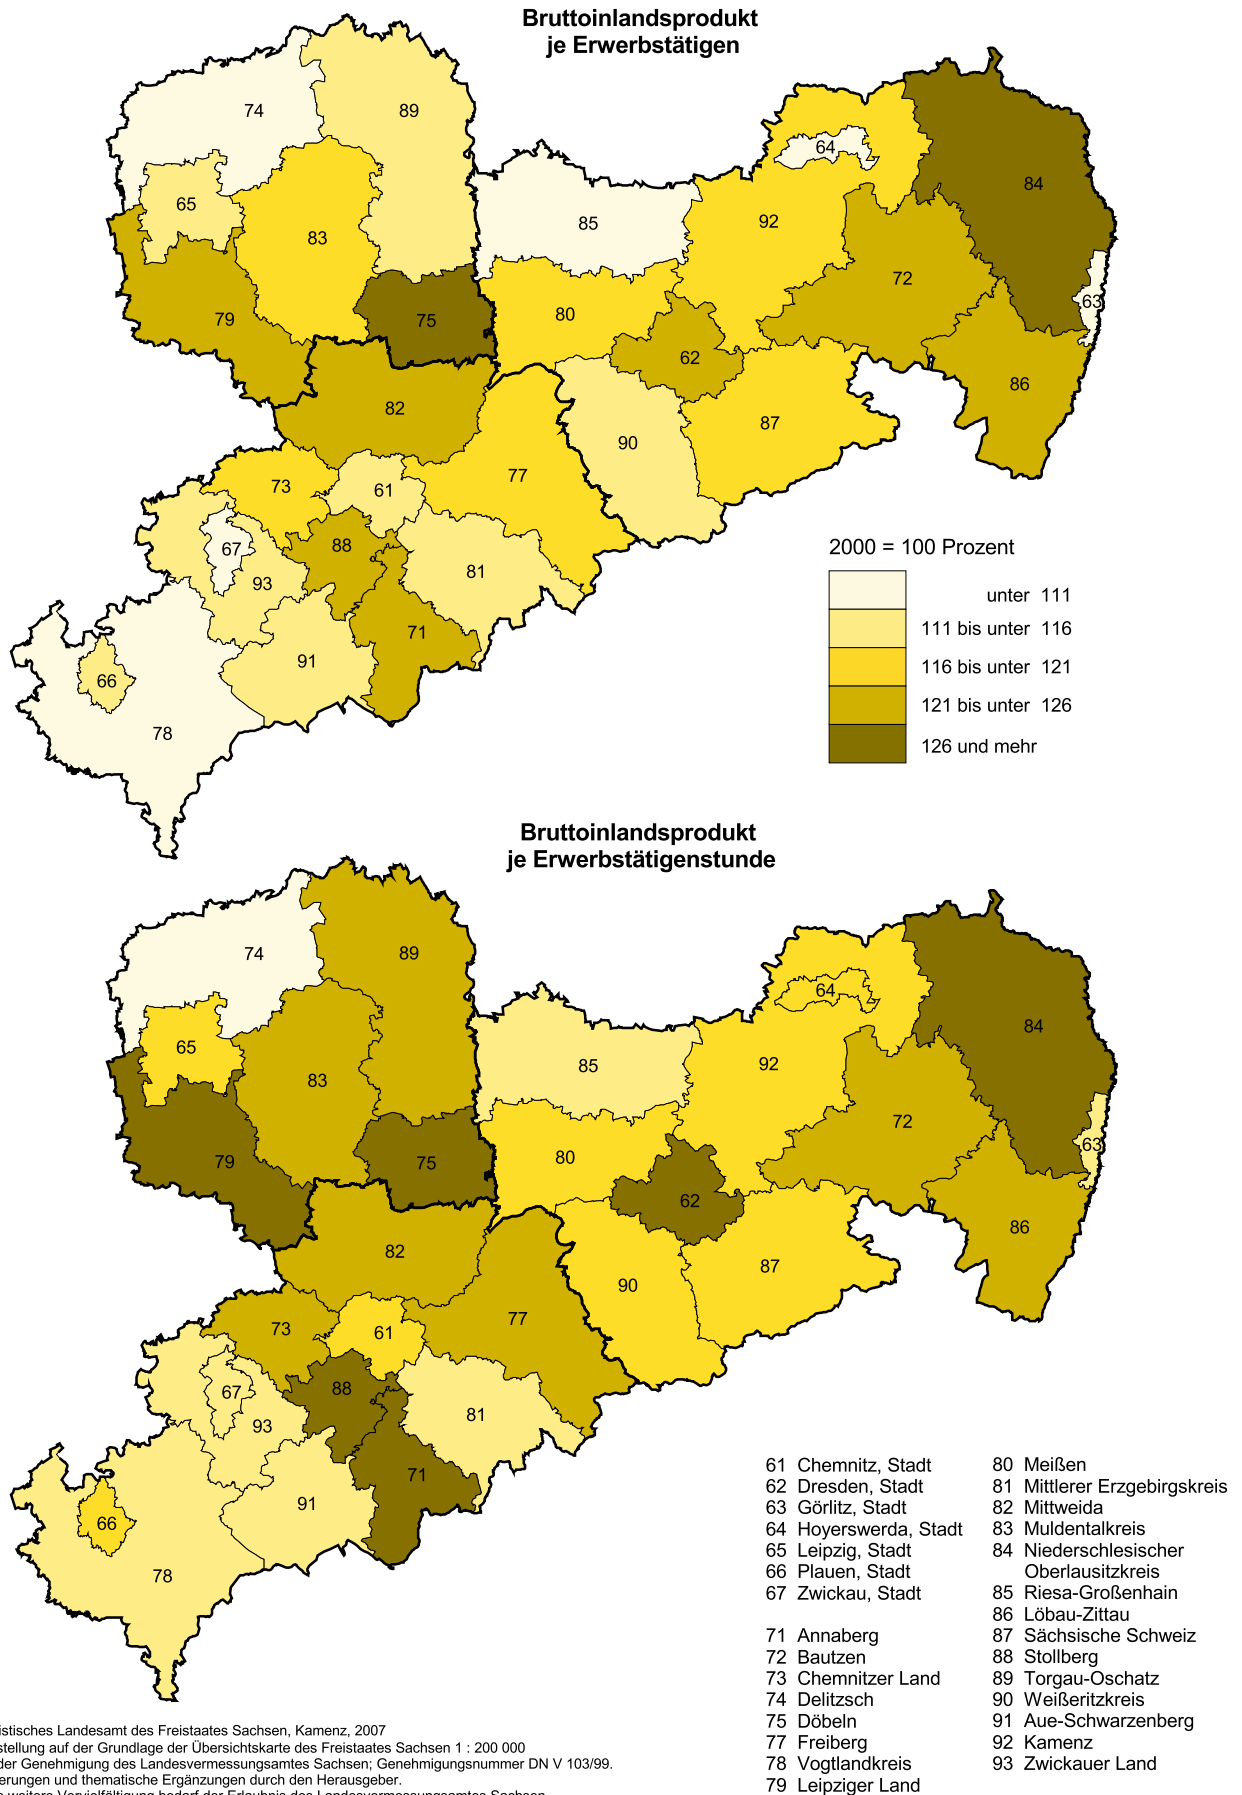 Bruttoinlandsprodukt
je Erwerbstätigen
74
89
64
84
65
83
85
92
72
63
79
75
80
62
86
82
87
90
73
61
77
67
88
93
81
71
91
66
78
2000 = 100 Prozent
unter 111
111 bis unter 116
116 bis unter 121
121 bis unter 126
126 und mehr
Bruttoinlandsprodukt
je Erwerbstätigenstunde
74
89
64
84
65
83
85
92
72
63
79
75
80
62
86
82
87
90
73
61
77
67
88
93
81
71
91
66
78
61 Chemnitz, Stadt
62 Dresden, Stadt
63 Görlitz, Stadt
64 Hoyerswerda, Stadt
65 Leipzig, Stadt
66 Plauen, Stadt
67 Zwickau, Stadt
71 Annaberg
72 Bautzen
73 Chemnitzer Land
74 Delitzsch
75 Döbeln
77 Freiberg
78 Vogtlandkreis
79 Leipziger Land
80 Meißen
81 Mittlerer Erzgebirgskreis
82 Mittweida
83 Muldentalkreis
84 Niederschlesischer
Oberlausitzkreis
85 Riesa-Großenhain
86 Löbau-Zittau
87 Sächsische Schweiz
88 Stollberg
89 Torgau-Oschatz
90 Weißeritzkreis
91 Aue-Schwarzenberg
92 Kamenz
93 Zwickauer Land
istisches Landesamt des Freistaates Sachsen, Kamenz, 2007
stellung auf der Grundlage der Übersichtskarte des Freistaates Sachsen 1 : 200 000
der Genehmigung des Landesvermessungsamtes Sachsen; Genehmigungsnummer DN V 103/99.
erungen und thematische Ergänzungen durch den Herausgeber.
weitere Vervielfältigung bedarf der Erlaubnis des Landesvermessungsamtes Sachsen